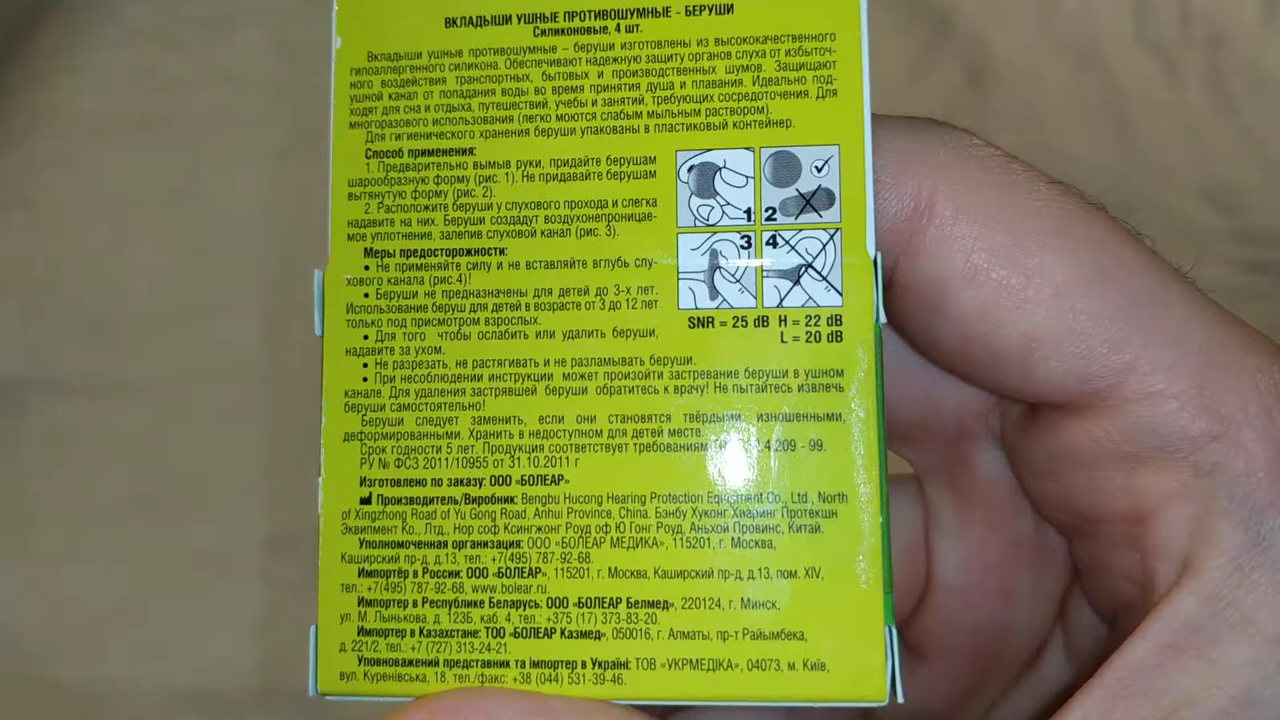 ВКЛАДЫШИ УШНЫЕ ПРОТИВОШУМНЫЕ - БЕРУШИ
Силиконовые, 4 шт.
Вкладыши ушные противошумные – беруши изготовлены из высококачественного
гипоаллергенного силикона. Обеспечивают надежную защиту органов слуха от избыточ-
ного воздействия транспортных, бытовых и производственных шумов. Защищают
ушной канал от попадания воды во время принятия душа и плавания. Идеально под-
ходят для сна и отдыха, путешествий, учебы и занятий, требующих сосредоточения. Для
многоразового использования (легко моются слабым мыльным раствором).
Для гигиенического хранения беруши упакованы в пластиковый контейнер.
Способ применения:
1. Предварительно вымыв руки, придайте берушам
шарообразную форму (рис. 1). Не придавайте берушам
вытянутую форму (рис. 2).
2. Расположите беруши у слухового прохода и слегка
надавите на них. Беруши создадут воздухонепроницае-
мое уплотнение, залепив слуховой канал (рис. 3).
Меры предосторожности:
• Не применяйте силу и не вставляйте вглубь слу-
хового канала (рис.4)!
• Беруши не предназначены для детей до 3-х лет.
Использование беруш для детей в возрасте от 3 до 12 лет
только под присмотром взрослых.
• Для того чтобы ослабить или удалить беруши,
надавите за ухом.
1 2
3 4
SNR = 25 dB H = 22 dB
L = 20 dB
• Не разрезать, не растягивать и не разламывать беруши.
• При несоблюдении инструкции может произойти застревание беруши в ушном
канале. Для удаления застрявшей беруши обратитесь к врачу! Не пытайтесь извлечь
беруши самостоятельно!
Беруши следует заменить, если они становятся твёрдыми, изношенными,
деформированными. Хранить в недоступном для детей месте.
Срок годности 5 лет. Продукция соответствует требованиям 4 209 - 99.
РУ № ФСЗ 2011/10955 от 31.10.2011 г
Изготовлено по заказу: ООО «БОЛЕАР»
Производитель/Виробник: Bengbu Hucong Hearing Protection Equipment Co., Ltd., North
of Xingzhong Road of Yu Gong Road, Anhui Province, China. Бэнбу Хуконг Хиаринг Протекшн
Эквипмент Ко., Лтд., Нор соф Ксингжонг Роуд оф Ю Гонг Роуд, Аньхой Провинс, Китай.
Уполномоченная организация: ООО «БОЛЕАР МЕДИКА», 115201, г. Москва,
Каширский пр-д, д.13, тел.: +7(495) 787-92-68.
Импортёр в России: ООО «БОЛЕАР», 115201, г. Москва, Каширский пр-д, д.13, пом. XIV,
тел.: +7(495) 787-92-68, www.bolear.ru.
Импортер в Республике Беларусь: ООО «БОЛЕАР Белмед», 220124, г. Минск,
ул. М. Лынькова, д. 123Б, каб. 4, тел.: +375 (17) 373-83-20.
Импортер в Казахстане: ТОО «БОЛЕАР Казмед», 050016, г. Алматы, пр-т Райымбека,
д. 221/2, тел.: +7 (727) 313-24-21.
Уповноважений представник та імпортер в Україні: ТОВ «УКРМЕДІКА», 04073, м. Київ,
вул. Куренівська, 18, тел./факс: +38 (044) 531-39-46.